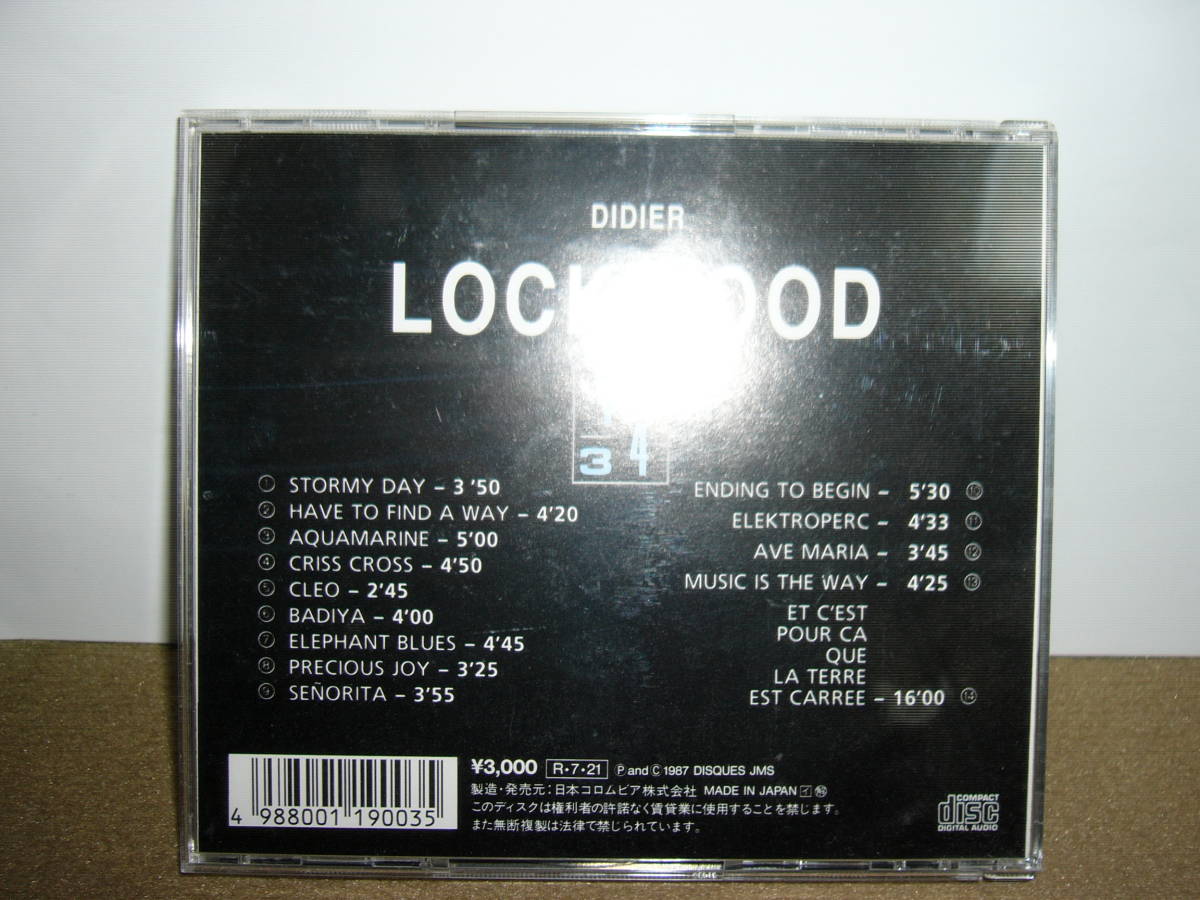 DIDIER
3 4
① STORMY DAY – 3'50
② HAVE TO FIND A WAY – 4'20
③ AQUAMARINE – 5'00
④ CRISS CROSS – 4'50
⑤ CLEO – 2'45
⑥ BADIYA – 4'00
⑦ ELEPHANT BLUES – 4'45
⑧ PRECIOUS JOY – 3'25
⑨ SEÑORITA – 3'55
ENDING TO BEGIN – 5'30 ⑩
ELEKTROPERC – 4'33 ⑪
AVE MARIA – 3'45 ⑫
MUSIC IS THE WAY – 4'25 ⑬
ET C'EST
POUR CA
QUE
LA TERRE
EST CARREE – 16'00 ⑭
4 988001 190035
¥3,000 R・7・21 ⓟ and © 1987 DISQUES JMS
製造・発売元:日本コロムビア株式会社 MADE IN JAPAN イ
このディスクは権利者の許諾なく賃貸業に使用することを禁じます。
また無断複製は法律で禁じられています。
COMPACT
disc
DIGITAL AUDIO